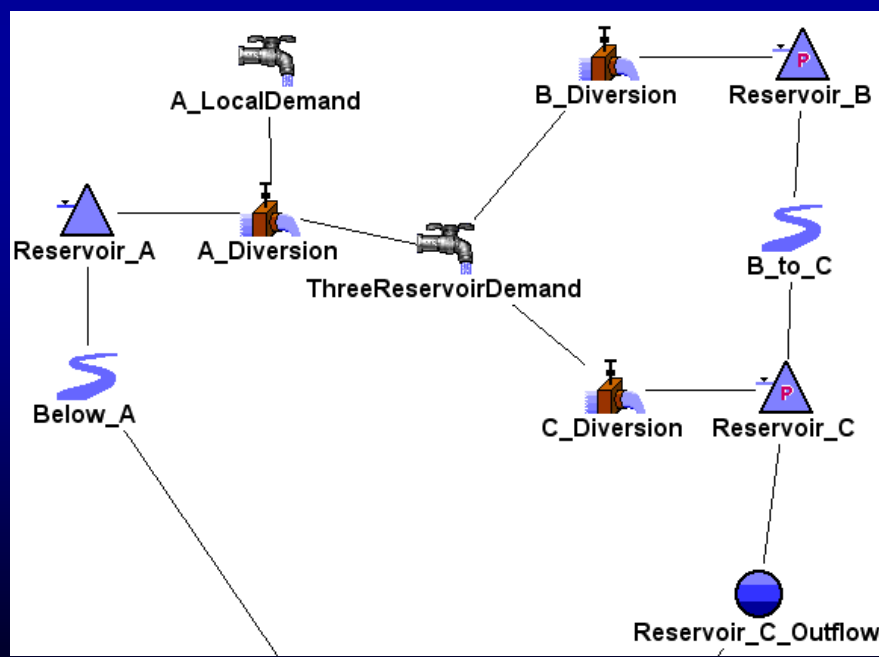 A_LocalDemand
B_Diversion
P
Reservoir_B
Reservoir_A
A_Diversion
ThreeReservoirDemand
B_to_C
Below_A
C_Diversion
P
Reservoir_C
Reservoir_C_Outflow